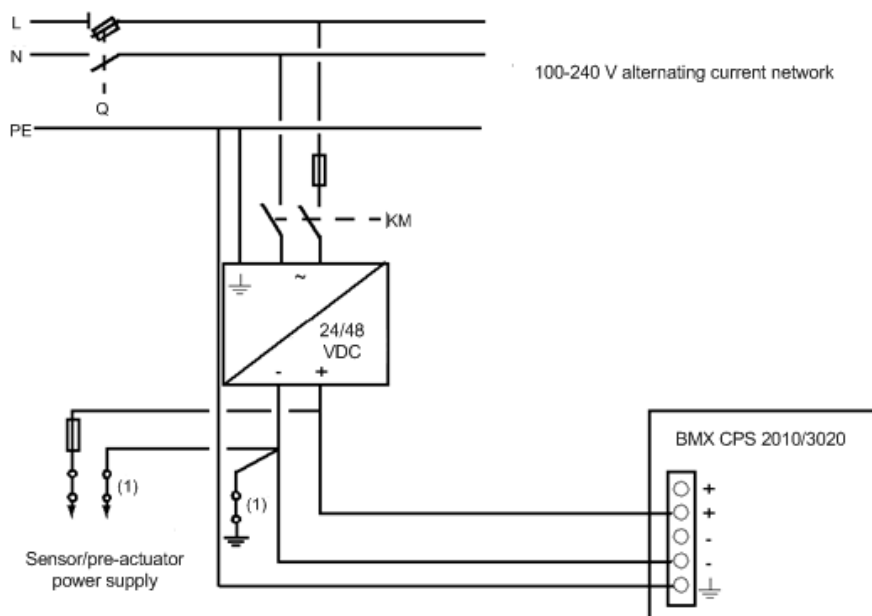 L
N
100-240 V alternating current network
Q
PE
KM
~
24/48
VDC
- +
BMX CPS 2010/3020
+
(1)
(1)
+
-
-
Sensor/pre-actuator
power supply